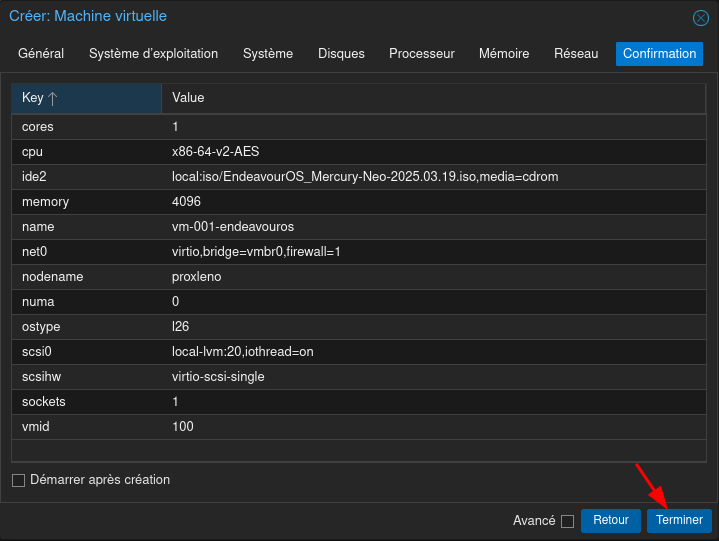 Créer: Machine virtuelle
Général Système d'exploitation Système Disques Processeur Mémoire Réseau Confirmation
Key Value
cores 1
cpu x86-64-v2-AES
ide2 local:iso/EndeavourOS_Mercury-Neo-2025.03.19.iso,media=cdrom
memory 4096
name vm-001-endeavouros
net0 virtio,bridge=vmbr0,firewall=1
nodename proxleno
numa 0
ostype l26
scsi0 local-lvm:20,iothread=on
scsihw virtio-scsi-single
sockets 1
vmid 100
Démarrer après création
Avancé Retour Terminer